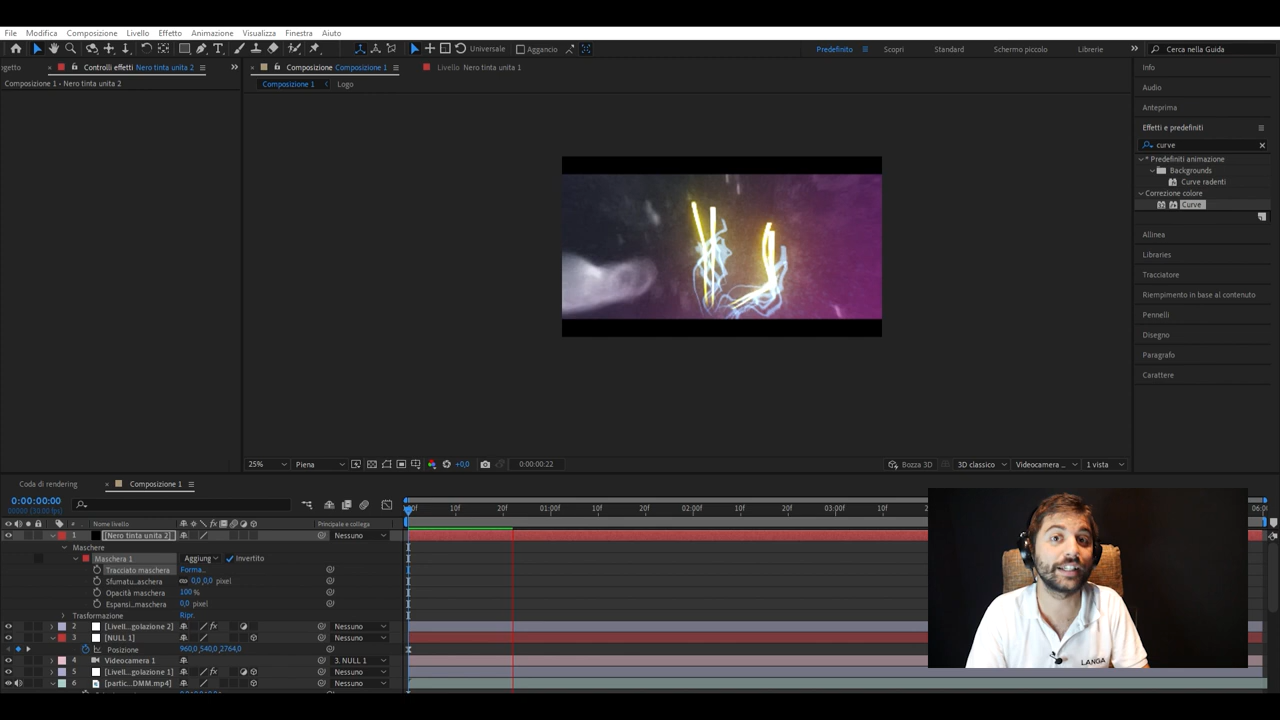 File Modifica Composizione Livello Effetto Animazione Visualizza Finestra Aiuto
Universale Aggancio Predefinito Scopri Standard Schermo piccolo Librerie Cerca nella Guida
ogetto Controlli effetti Nero tinta unita 2 Composizione Composizione 1 Livello Nero tinta unita 1 Info
Composizione 1 • Nero tinta unita 2 Composizione 1 Logo
Audio
Anteprima
Effetti e predefiniti
curve
* Predefiniti animazione
Backgrounds
Curve radenti
Correzione colore
Curve
Allinea
Libraries
Tracciatore
Riempimento in base al contenuto
Pennelli
Disegno
Paragrafo
Carattere
25% Piena +0,0 0:00:00:22 Bozza 3D 3D classico Videocamera ... 1 vista
Coda di rendering Composizione 1
0:00:00:00
00000 (30.00 fps)
:00f 10f 20f 01:00f 10f 20f 02:00f 10f 20f 03:00f 10f 06:0
# Nome livello Principale e collega
1 [Nero tinta unita 2] Nessuno
Maschere
Maschera 1 Aggiung Invertito
Tracciato maschera Forma...
Sfumatu...aschera 0,0,0,0 pixel
Opacità maschera 100 %
Espansi...maschera 0,0 pixel
Trasformazione Ripr.
2 [Livell...golazione 2] Nessuno
3 [NULL 1] Nessuno
Posizione 960,0,540,0,2764,0
4 Videocamera 1 3. NULL 1
5 [Livell...golazione 1] Nessuno
6 [partic...DMM.mp4] Nessuno
LANGA